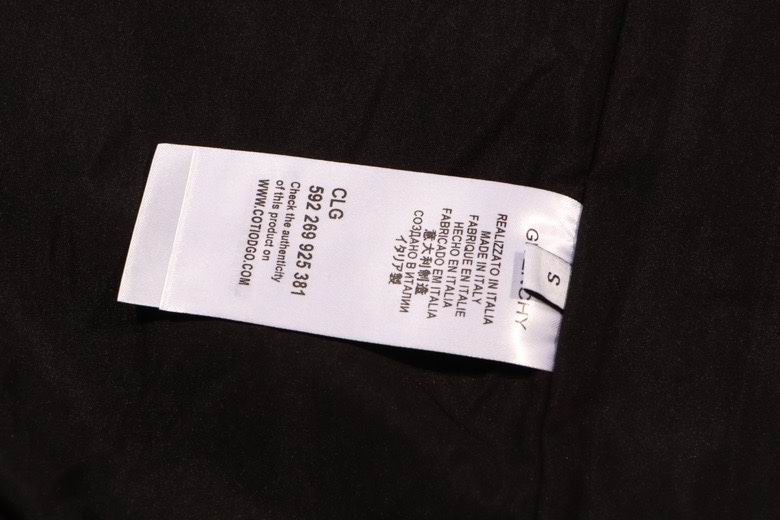 G    NCHY
S
REALIZZATO IN ITALIA
MADE IN ITALY
FABRIQUE EN ITALIE
HECHO EN ITALIA
FABRICADO EM ITALIA
意大利制造
СОЗДАНО В ИТАЛИИ
イタリア製
CLG
592 269 925 381
Check the authenticity
of this product on
WWW.COTIODGO.COM